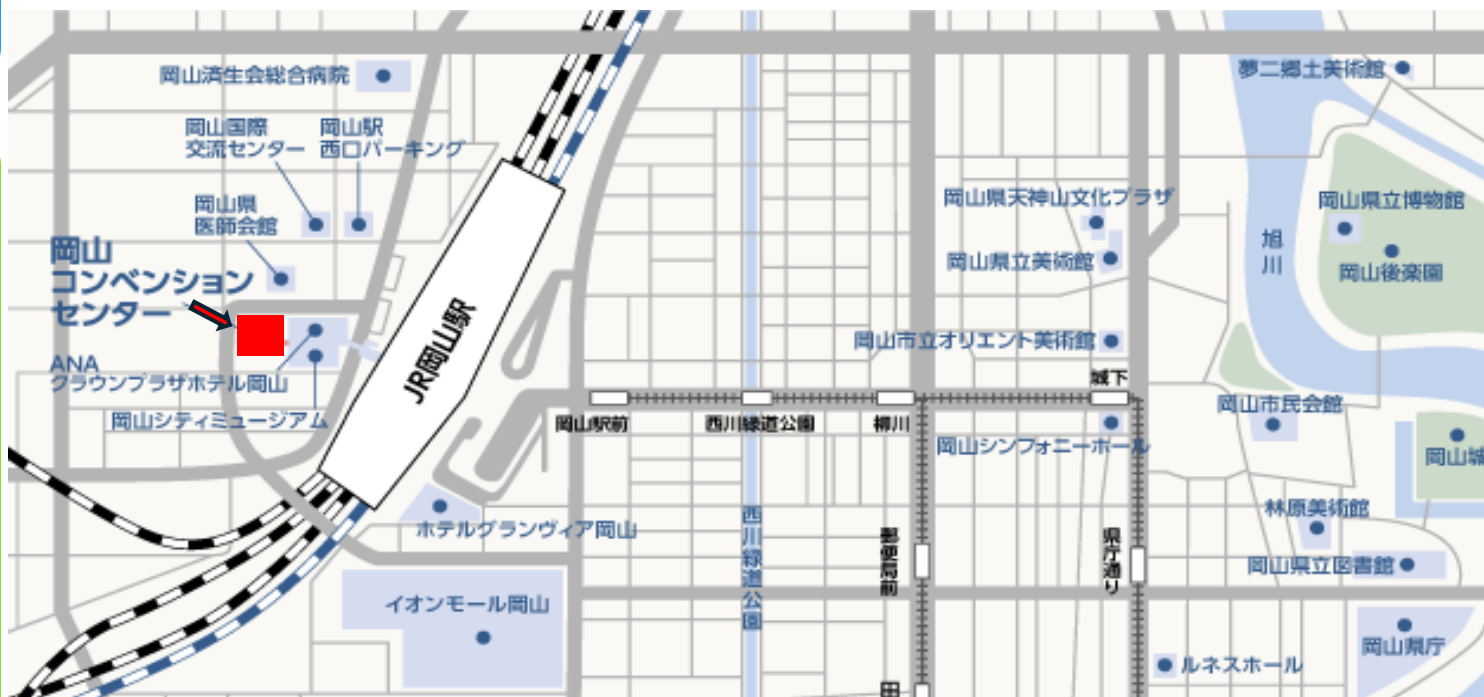 岡山済生会総合病院
夢二郷土美術館
岡山国際
交流センター
岡山駅
西口パーキング
岡山県
医師会館
岡山県天神山文化プラザ
岡山県立博物館
岡山
コンベンション
センター
岡山県立美術館
旭川
岡山後楽園
JR岡山駅
岡山市立オリエント美術館
ANA
クラウンプラザホテル岡山
城下
岡山シティミュージアム
岡山駅前
西川緑道公園
柳川
岡山市民会館
岡山シンフォニーホール
岡山城
ホテルグランヴィア岡山
西川緑道公園
郵便局前
県庁通り
林原美術館
岡山県立図書館
イオンモール岡山
岡山県庁
ルネスホール
田